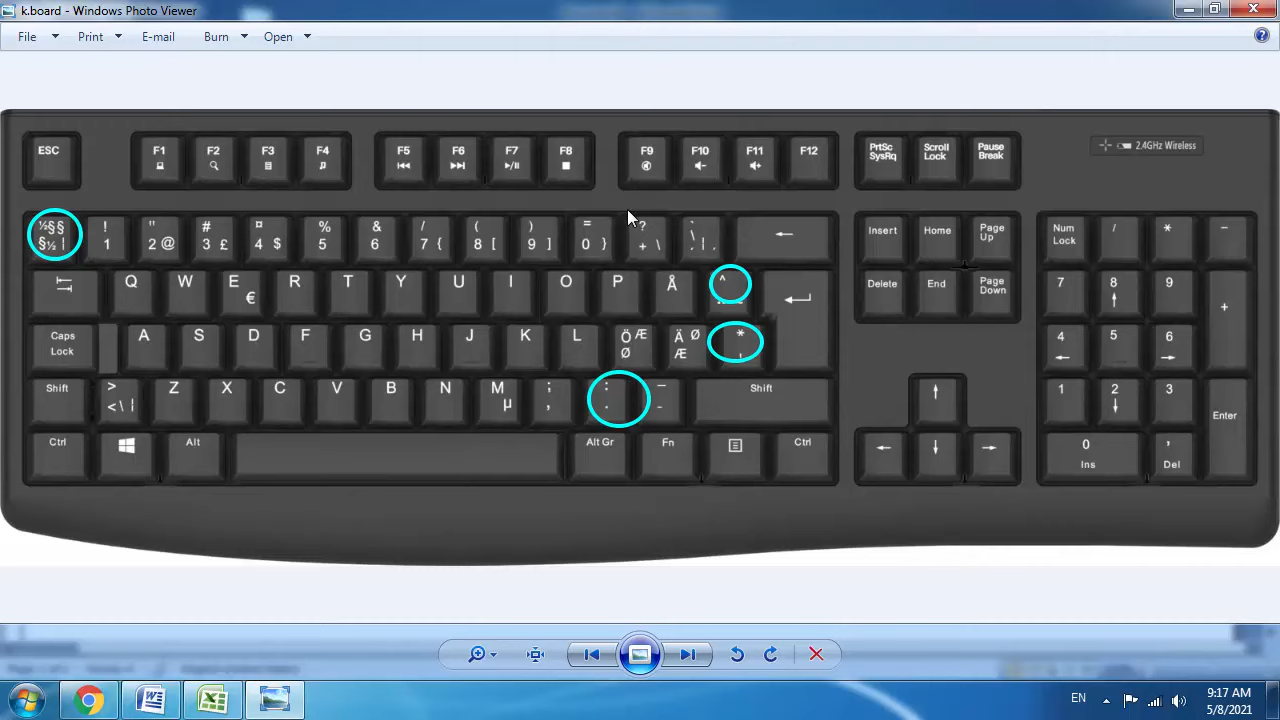 k.board - Windows Photo Viewer
File Print E-mail Burn Open
ESC F1 F2 F3 F4 F5 F6 F7 F8 F9 F10 F11 F12 PrtSc SysRq Scroll Lock Pause Break 2.4GHz Wireless
½§§ ! " # ¤ % & / ( ) = ? ` Insert Home Page Up Num Lock / * -
§½ | 1 2 @ 3 £ 4 $ 5 6 7 { 8 [ 9 ] 0 } + \ ´ |
Q W E € R T Y U I O P Å ^ Delete End Page Down 7 8 9 +
Caps Lock A S D F G H J K L Ö Æ Ø Ä Ø Æ * ' 4 5 6
Shift > < \ | Z X C V B N M µ ; , : . _ - Shift 1 2 3 Enter
Ctrl Alt Alt Gr Fn Ctrl 0 Ins , Del
EN
9:17 AM
5/8/2021